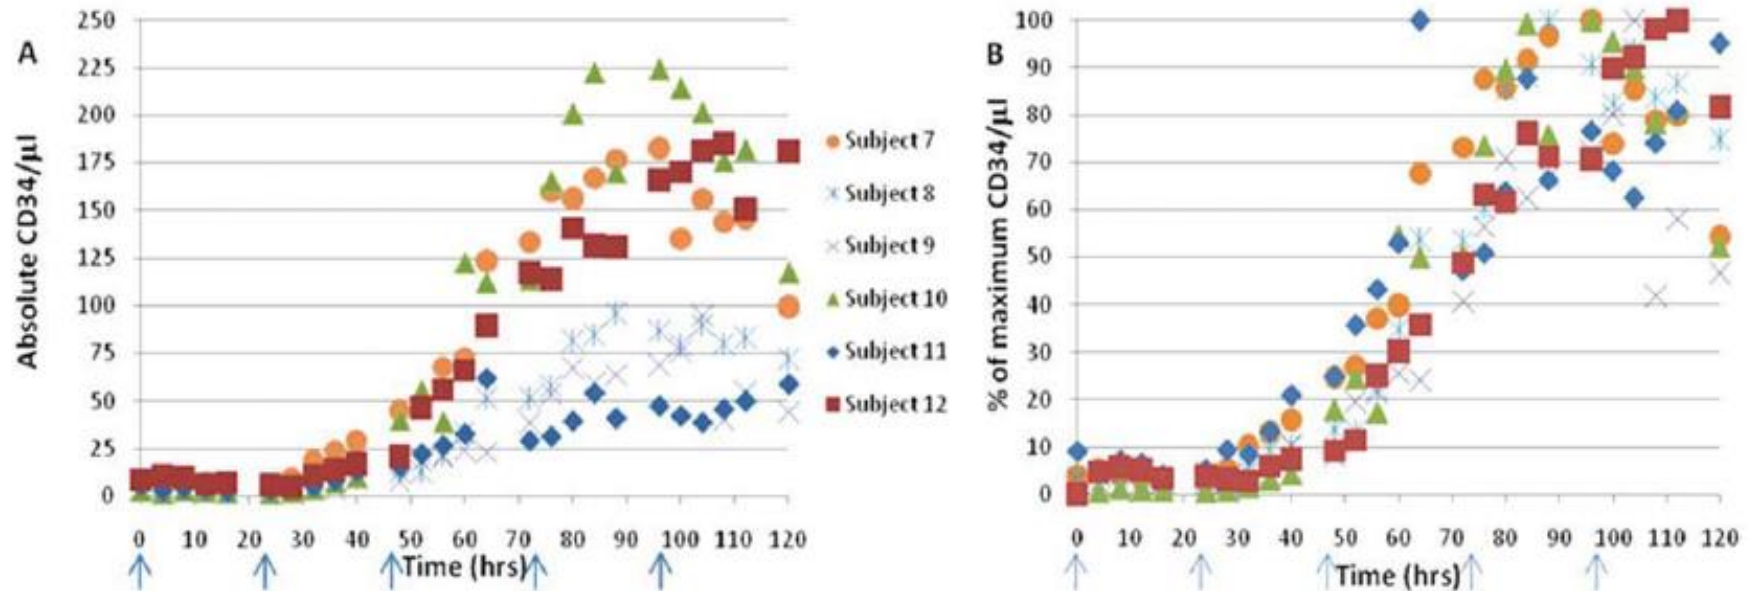 A
Absolute CD34/µl
250
225
200
175
150
125
100
75
50
25
0
0 10 20 30 40 50 60 70 80 90 100 110 120
Time (hrs)
Subject 7
Subject 8
Subject 9
Subject 10
Subject 11
Subject 12
B
% of maximum CD34/µl
100
90
80
70
60
50
40
30
20
10
0
0 10 20 30 40 50 60 70 80 90 100 110 120
Time (hrs)